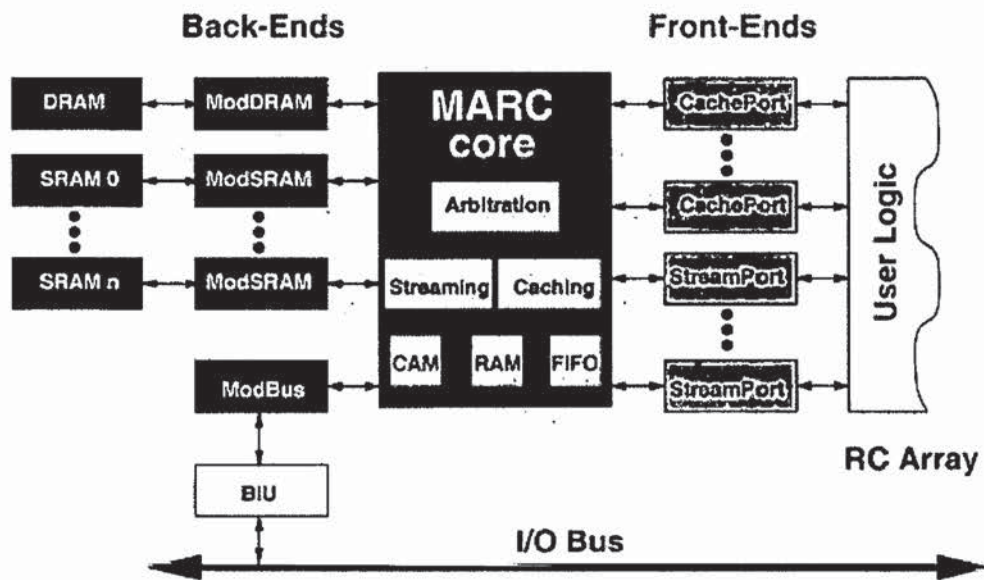 Back-Ends
Front-Ends
DRAM
ModDRAM
MARC
core
CachePort
SRAM 0
ModSRAM
Arbitration
CachePort
SRAM n
ModSRAM
Streaming
Caching
StreamPort
CAM
RAM
FIFO
ModBus
StreamPort
User Logic
RC Array
BIU
I/O Bus